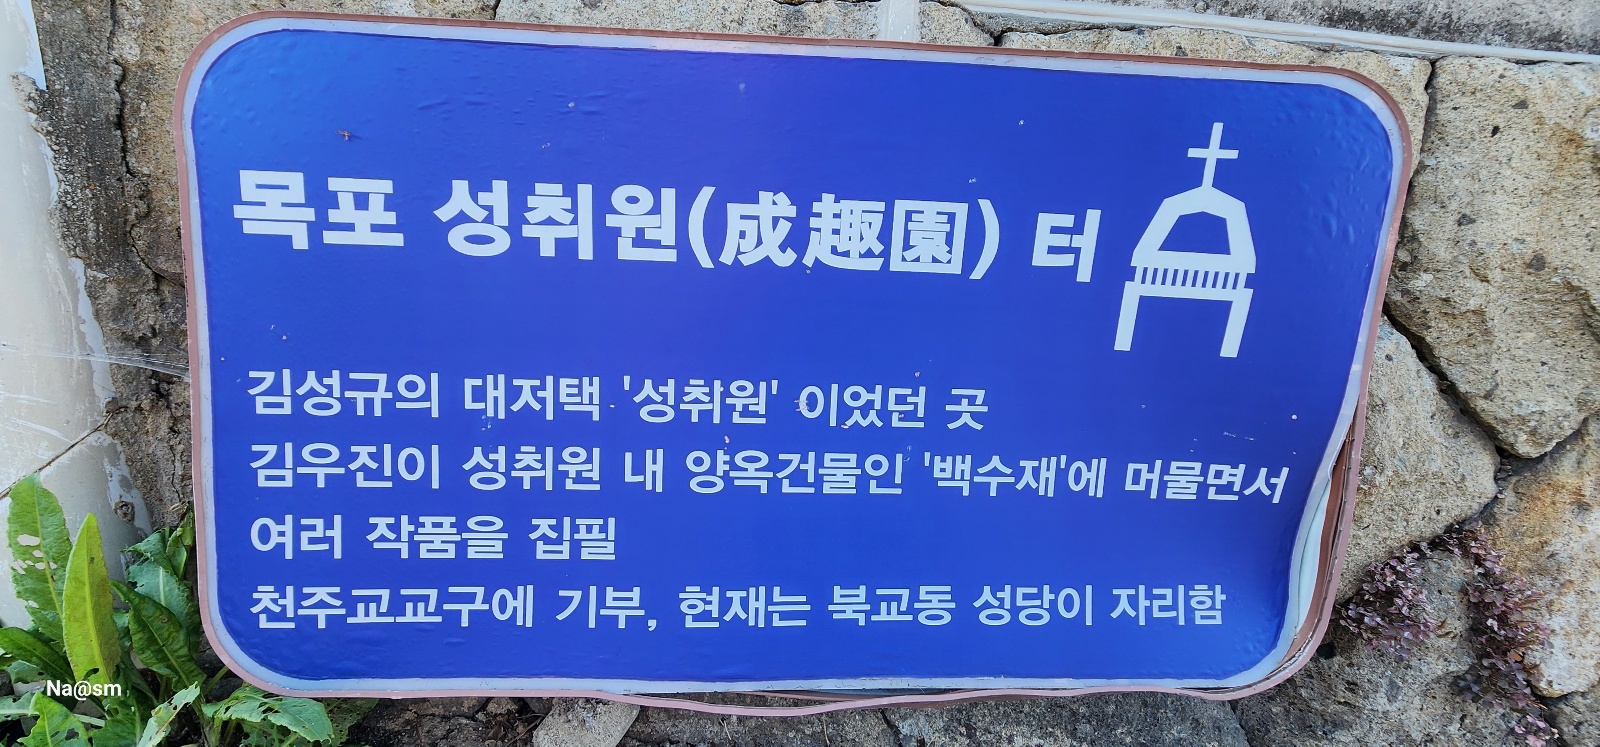 목포 성취원(成趣園) 터
김성규의 대저택 '성취원' 이었던 곳
김우진이 성취원 내 양옥건물인 '백수재'에 머물면서
여러 작품을 집필
천주교교구에 기부, 현재는 북교동 성당이 자리함
Na@sm